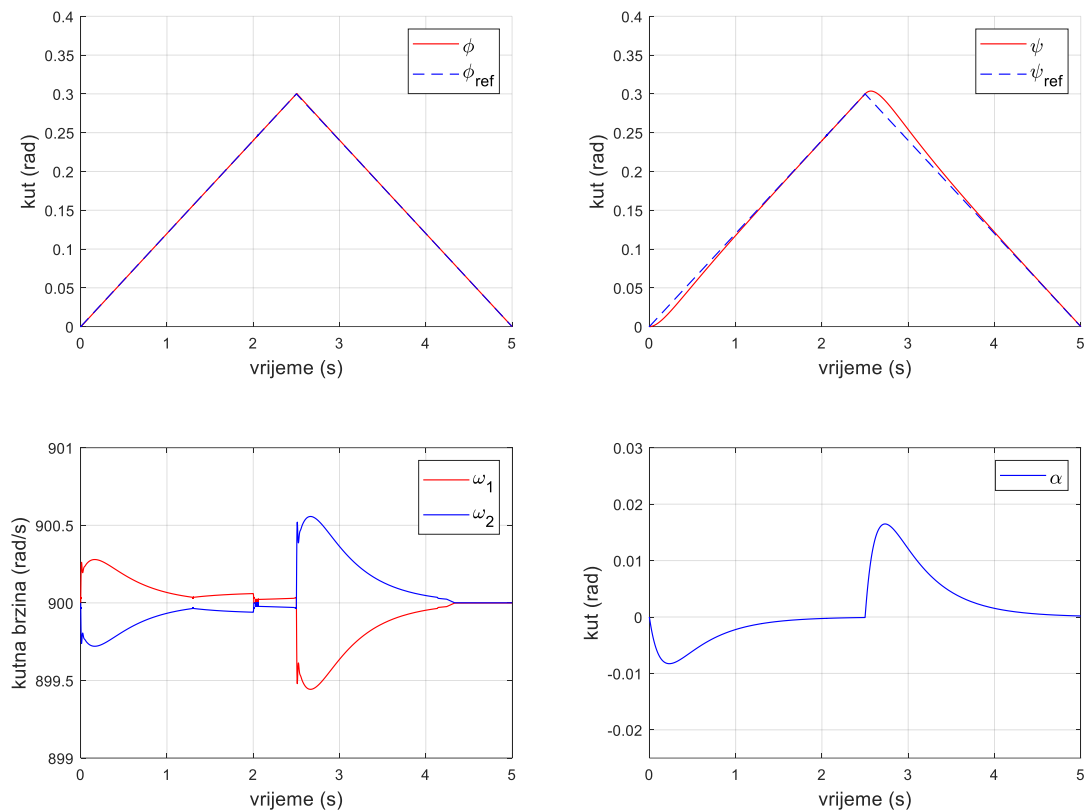 0.4
0.35
0.3
0.25
0.2
0.15
0.1
0.05
0
0 1 2 3 4 5
kut (rad)
vrijeme (s)
ϕ
ϕref
0.4
0.35
0.3
0.25
0.2
0.15
0.1
0.05
0
0 1 2 3 4 5
kut (rad)
vrijeme (s)
ψ
ψref
901
900.5
900
899.5
899
0 1 2 3 4 5
kutna brzina (rad/s)
vrijeme (s)
ω1
ω2
0.03
0.02
0.01
0
-0.01
-0.02
0 1 2 3 4 5
kut (rad)
vrijeme (s)
α